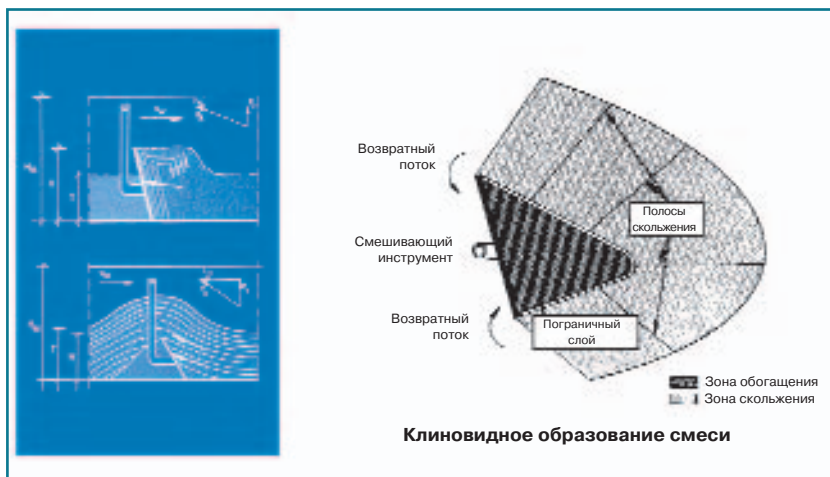 Возвратный
поток
Смешивающий
инструмент
Возвратный
поток
Полосы
скольжения
Пограничный
слой
Зона обогащения
Зона скольжения
Клиновидное образование смеси